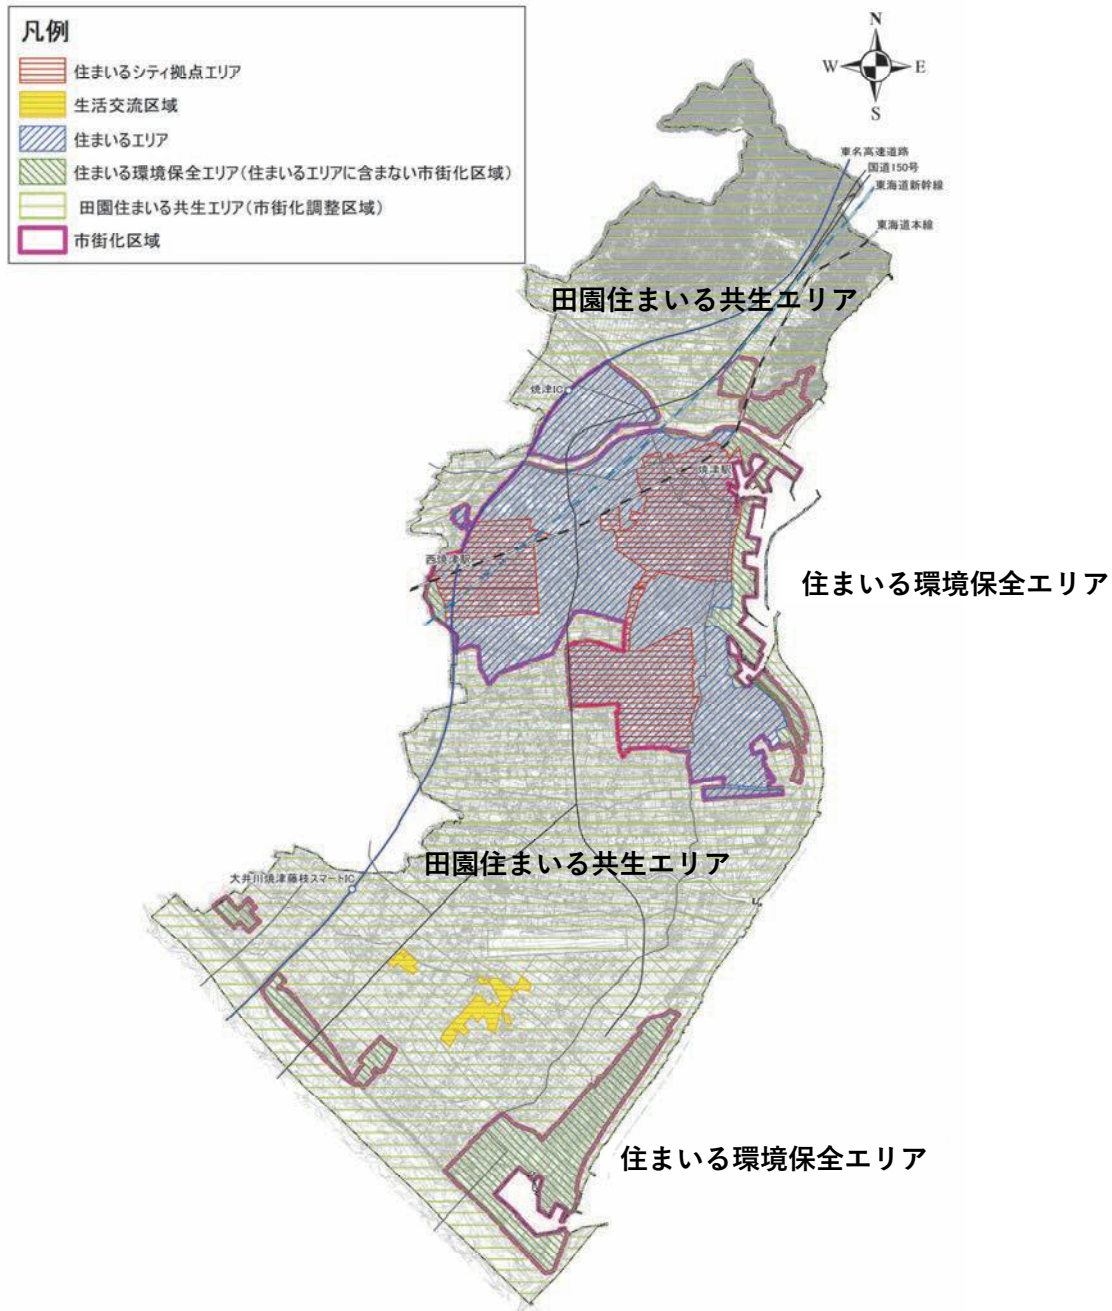 凡例
住まいるシティ拠点エリア
生活交流区域
住まいるエリア
住まいる環境保全エリア(住まいるエリアに含まない市街化区域)
田園住まいる共生エリア(市街化調整区域)
市街化区域
N
W
E
S
東名高速道路
国道150号
東海道新幹線
東海道本線
田園住まいる共生エリア
焼津IC
焼津駅
西焼津駅
住まいる環境保全エリア
田園住まいる共生エリア
大井川焼津藤枝スマートIC
住まいる環境保全エリア